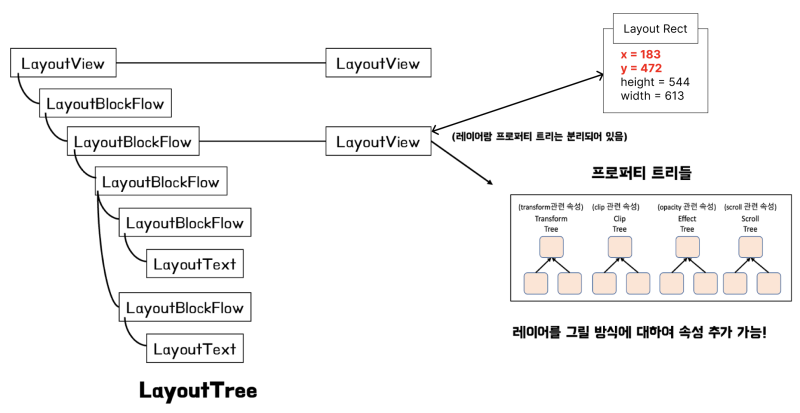 Layout Rect
x = 183
y = 472
height = 544
width = 613
LayoutView
LayoutView
LayoutBlockFlow
LayoutBlockFlow
LayoutView
(레이어랑 프로퍼티 트리는 분리되어 있음)
LayoutBlockFlow
LayoutBlockFlow
LayoutText
LayoutBlockFlow
LayoutText
LayoutTree
프로퍼티 트리들
(transform관련 속성)
Transform
Tree
(clip 관련 속성)
Clip
Tree
(opacity 관련 속성)
Effect
Tree
(scroll 관련 속성)
Scroll
Tree
레이어를 그릴 방식에 대하여 속성 추가 가능!